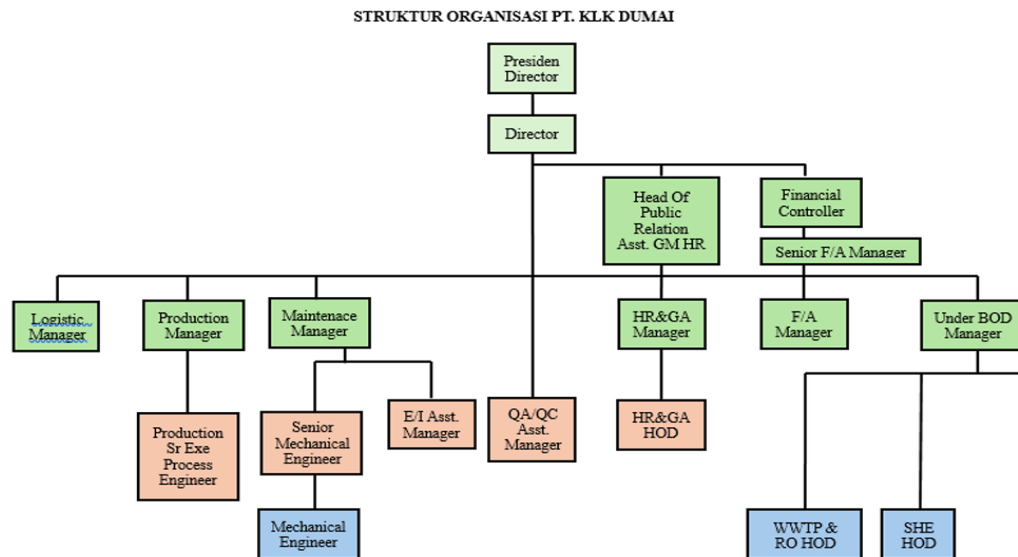 STRUKTUR ORGANISASI PT. KLK DUMAI
Presiden
Director
Director
Head Of
Public
Relation
Asst. GM HR
Financial
Controller
Senior F/A Manager
Logistic
Manager
Production
Manager
Maintenace
Manager
HR&GA
Manager
F/A
Manager
Under BOD
Manager
Production
Sr Exe
Process
Engineer
Senior
Mechanical
Engineer
E/I Asst.
Manager
QA/QC
Asst.
Manager
HR&GA
HOD
Mechanical
Engineer
WWTP &
RO HOD
SHE
HOD